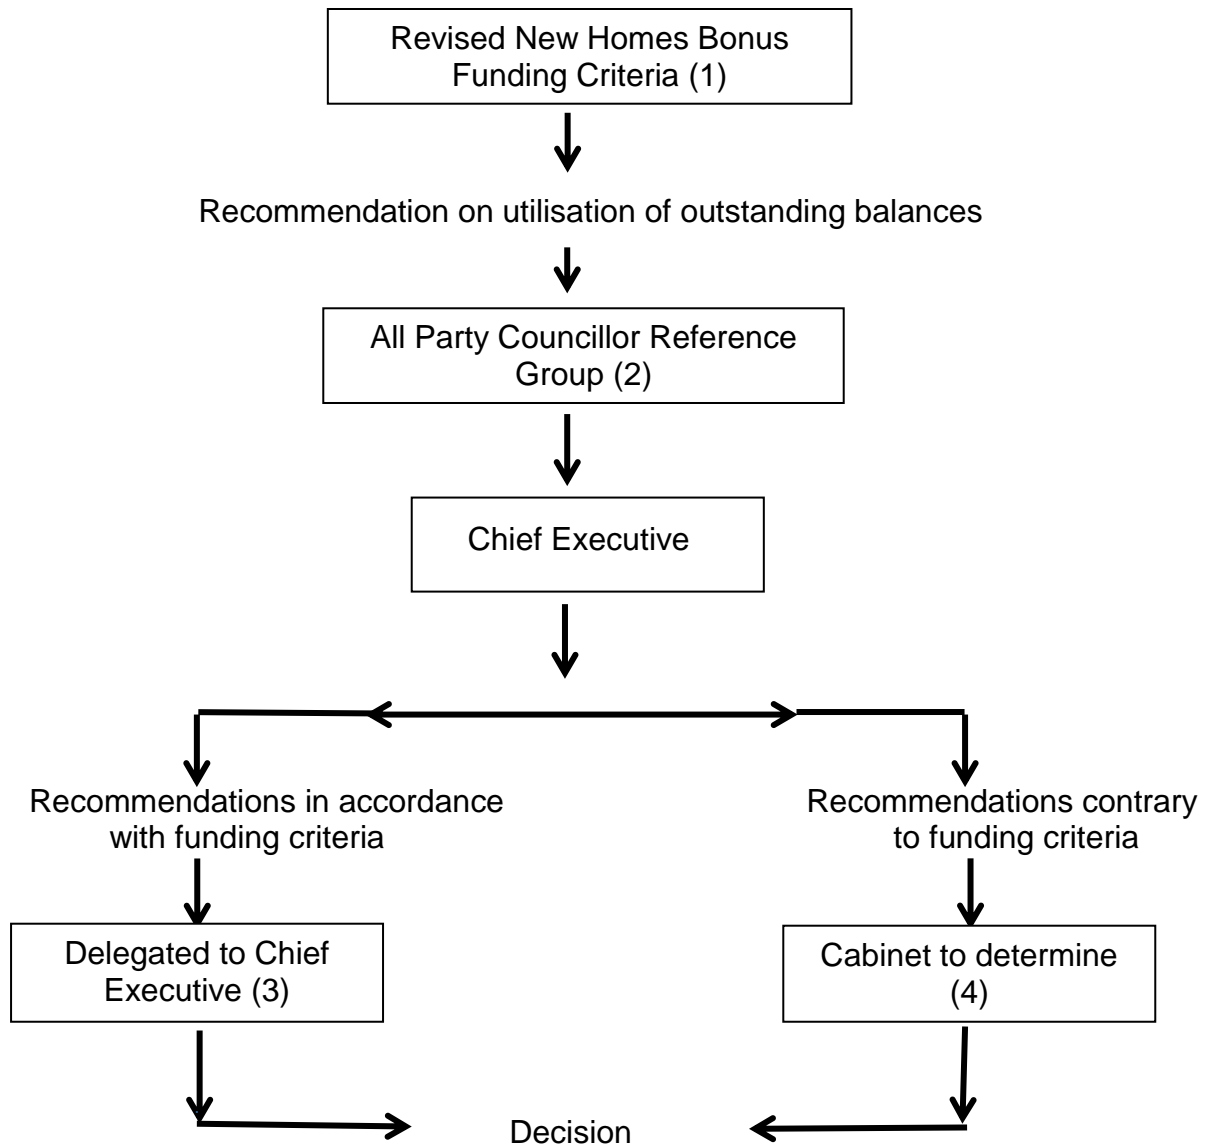 Revised New Homes Bonus
Funding Criteria (1)
Recommendation on utilisation of outstanding balances
All Party Councillor Reference
Group (2)
Chief Executive
Recommendations in accordance
with funding criteria
Recommendations contrary
to funding criteria
Delegated to Chief
Executive (3)
Cabinet to determine
(4)
Decision